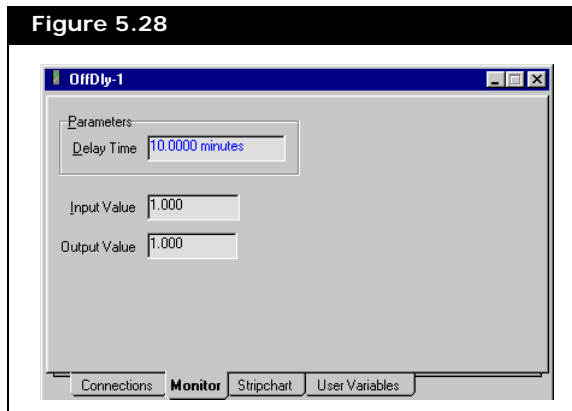 Figure 5.28
OffDly-1
Parameters
Delay Time 10.0000 minutes
Input Value 1.000
Output Value 1.000
Connections Monitor Stripchart User Variables